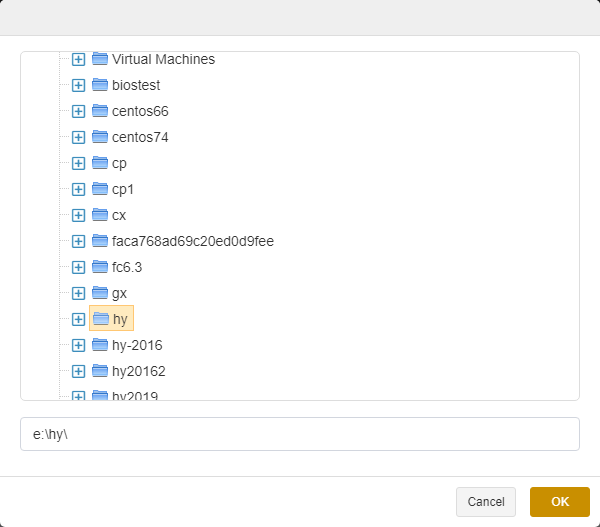 Virtual Machines
biostest
centos66
centos74
cp
cp1
cx
faca768ad69c20ed0d9fee
fc6.3
gx
hy
hy-2016
hy20162
hy2019
e:\hy\
Cancel
OK